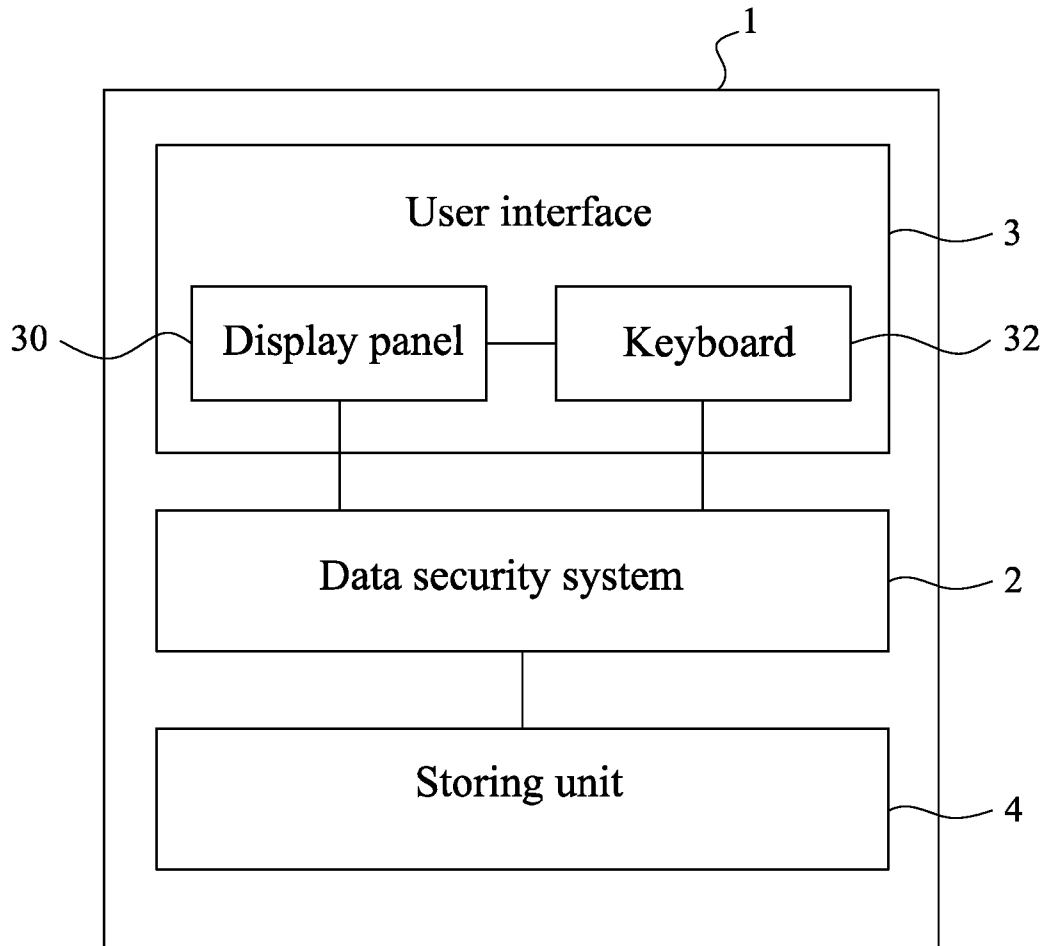 1
User interface
3
30
Display panel
Keyboard
32
Data security system
2
Storing unit
4